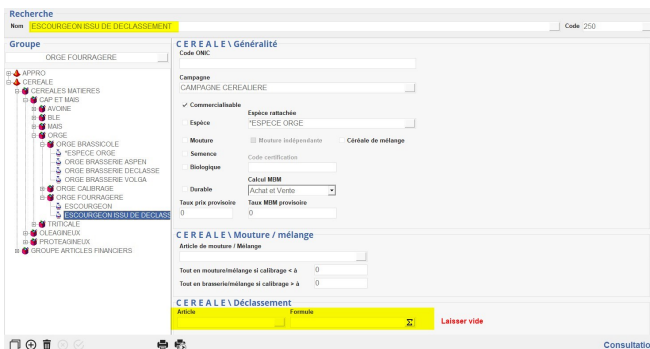 Recherche
Nom ESCOURGEON ISSU DE DECLASSEMENT Code 250
Groupe
ORGE FOURRAGERE
APPRO
CEREALE
CEREALES MATIERES
CAP ET MAIS
AVOINE
BLE
MAIS
ORGE
ORGE BRASSICOLE
*ESPECE ORGE
ORGE BRASSERIE ASPEN
ORGE BRASSERIE DECLASSE
ORGE BRASSERIE VOLGA
ORGE CALIBRAGE
ORGE FOURRAGERE
ESCOURGEON
ESCOURGEON ISSU DE DECLASS
TRITICALE
OLEAGINEUX
PROTEAGINEUX
GROUPE ARTICLES FINANCIERS
CEREALE\Généralité
Code ONIC
Campagne
CAMPAGNE CEREALIERE
Commercialisable
Espèce rattachée
Espèce *ESPECE ORGE
Mouture Mouture indépendante Céréale de mélange
Semence Code certification
Biologique
Calcul MBM
Durable Achat et Vente
Taux prix provisoire Taux MBM provisoire
0 0
CEREALE\Mouture / mélange
Article de mouture / Mélange
Tout en mouture/mélange si calibrage < à 0
Tout en brasserie/mélange si calibrage > à 0
CEREALE\Déclassement
Article Formule
Σ Laisser vide
Consultatio